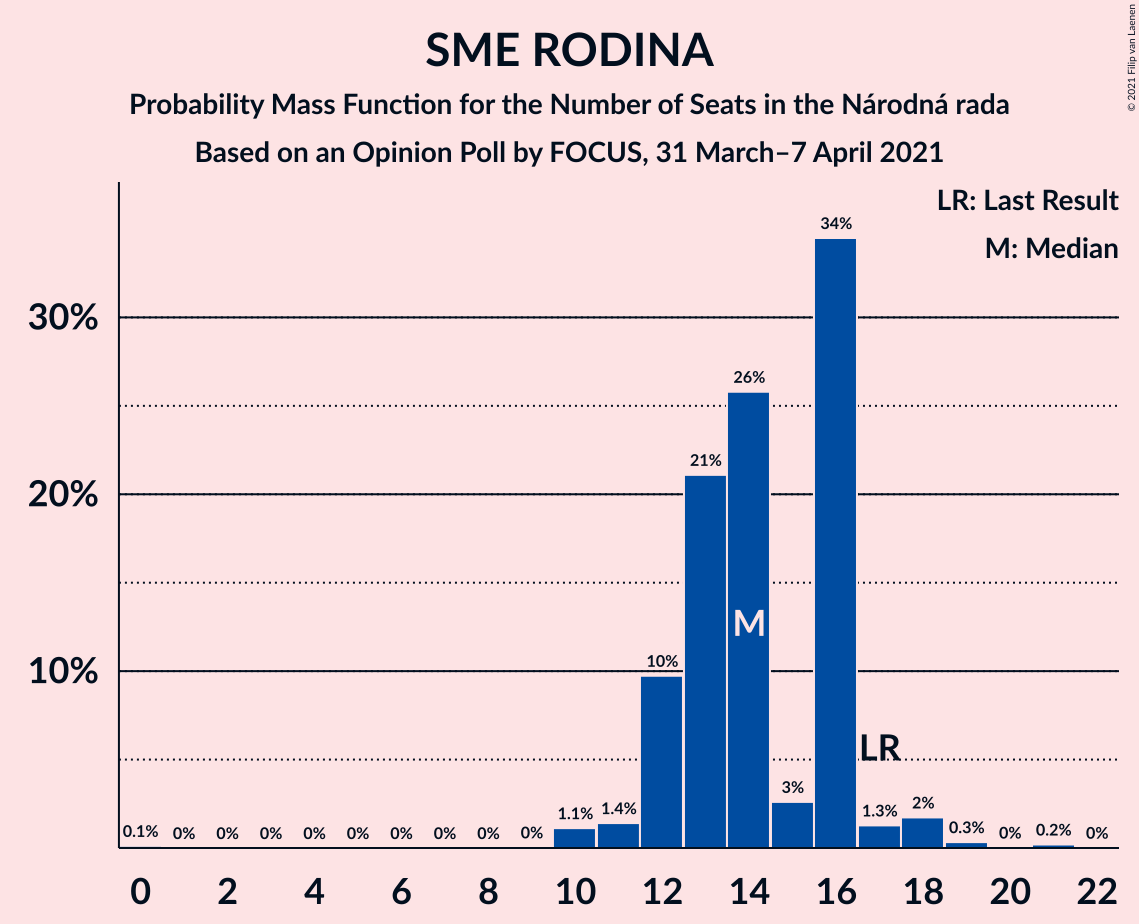 SME RODINA
Probability Mass Function for the Number of Seats in the Národná rada
Based on an Opinion Poll by FOCUS, 31 March–7 April 2021
© 2021 Filip van Laenen
LR: Last Result
M: Median
30%
20%
10%
0.1%
0%
0%
0%
0%
0%
0%
0%
0%
0%
1.1%
1.4%
10%
21%
26%
3%
34%
1.3%
2%
0.3%
0%
0.2%
0%
M
LR
0 2 4 6 8 10 12 14 16 18 20 22